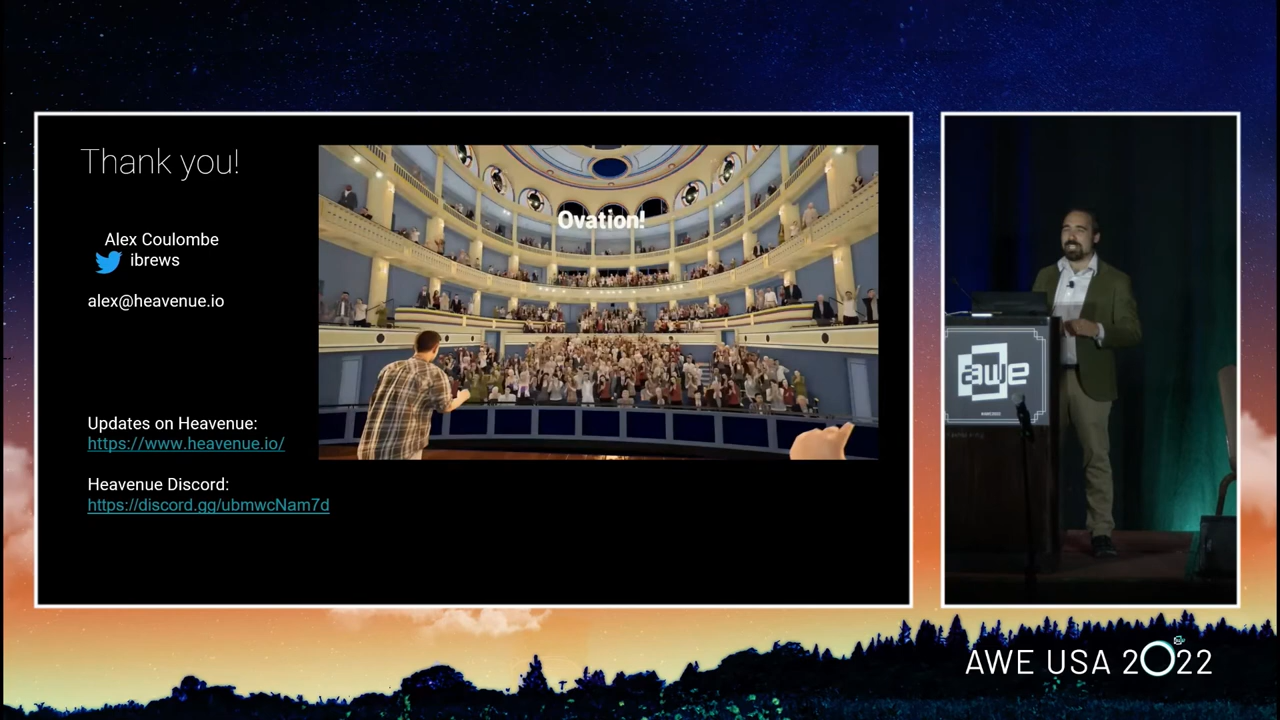 Thank you!
Alex Coulombe
ibrews
alex@heavenue.io
Updates on Heavenue:
https://www.heavenue.io/
Heavenue Discord:
https://discord.gg/ubmwcNam7d
Ovation!
awe
AWE USA 2022